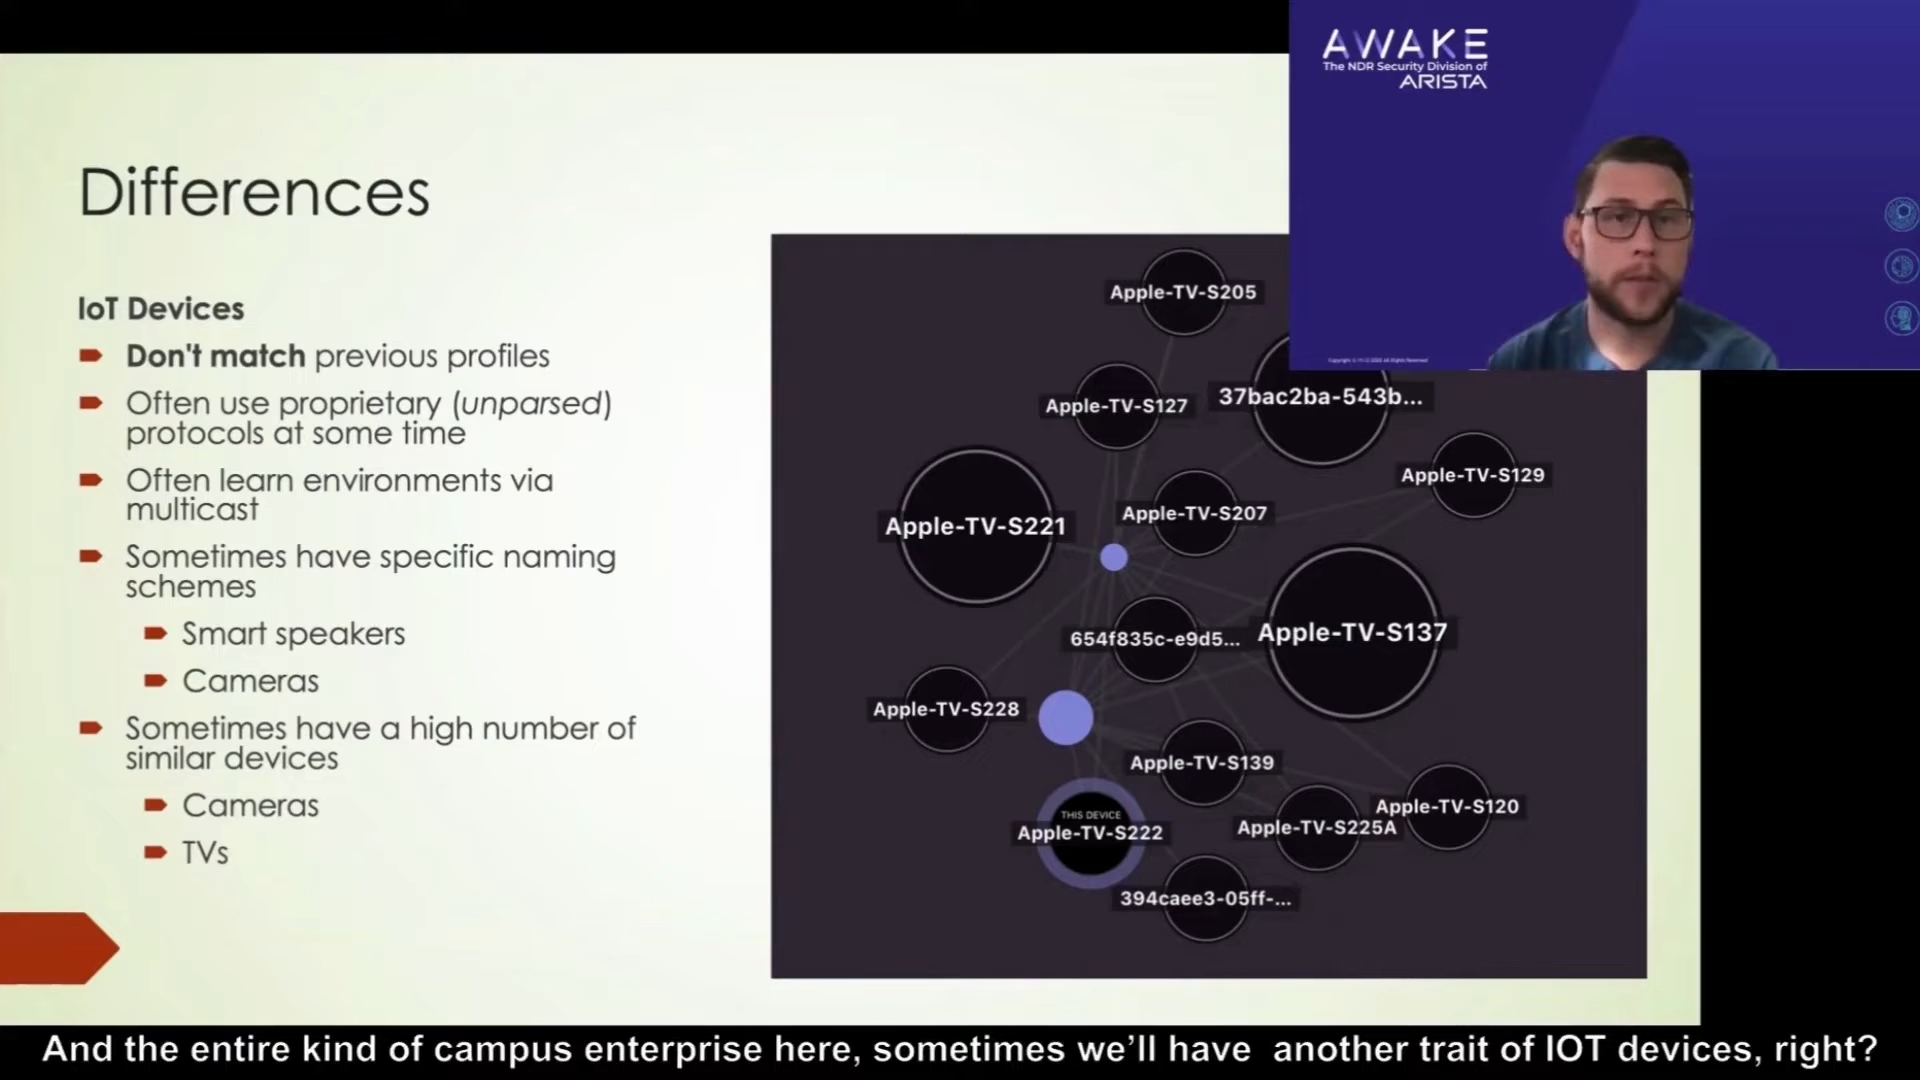 AWAKE
The NDR Security Division of
ARISTA
Differences
IoT Devices
Don't match previous profiles
Often use proprietary (unparsed)
protocols at some time
Often learn environments via
multicast
Sometimes have specific naming
schemes
Smart speakers
Cameras
Sometimes have a high number of
similar devices
Cameras
TVs
Apple-TV-S205
Apple-TV-S127
37bac2ba-543b...
Apple-TV-S129
Apple-TV-S207
Apple-TV-S221
654f835c-e9d5...
Apple-TV-S137
Apple-TV-S228
Apple-TV-S139
Apple-TV-S120
Apple-TV-S225A
THIS DEVICE
Apple-TV-S222
394caee3-05ff-...
And the entire kind of campus enterprise here, sometimes we’ll have another trait of IOT devices, right?